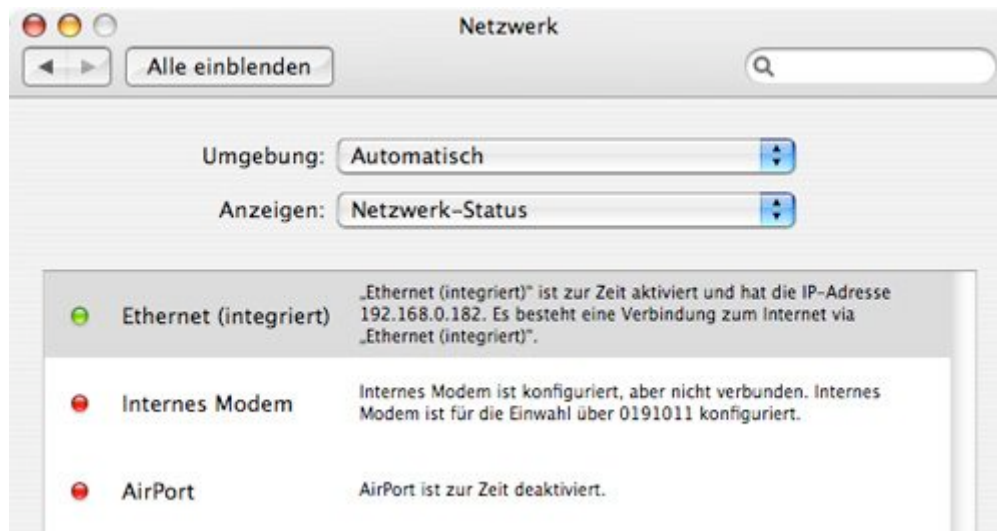 Netzwerk
Alle einblenden
Umgebung: Automatisch
Anzeigen: Netzwerk-Status
„Ethernet (integriert)“ ist zur Zeit aktiviert und hat die IP-Adresse
Ethernet (integriert) 192.168.0.182. Es besteht eine Verbindung zum Internet via
„Ethernet (integriert)“.
Internes Modem ist konfiguriert, aber nicht verbunden. Internes
Internes Modem
Modem ist für die Einwahl über 0191011 konfiguriert.
AirPort AirPort ist zur Zeit deaktiviert.